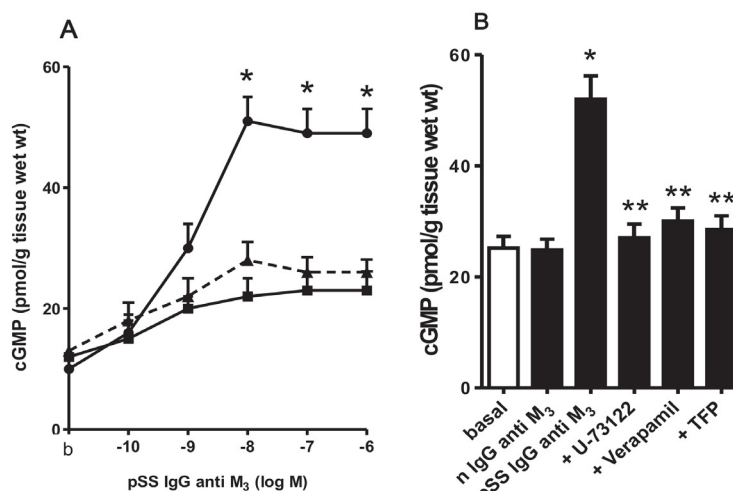 A
60
40
20
0
cGMP (pmol/g tissue wet wt)
* * *
b -10 -9 -8 -7 -6
pSS IgG anti M₃ (log M)
B
60
40
20
0
cGMP (pmol/g tissue wet wt)
*
** ** **
basal
n IgG anti M₃
pSS IgG anti M₃
+ U-73122
+ Verapamil
+ TFP